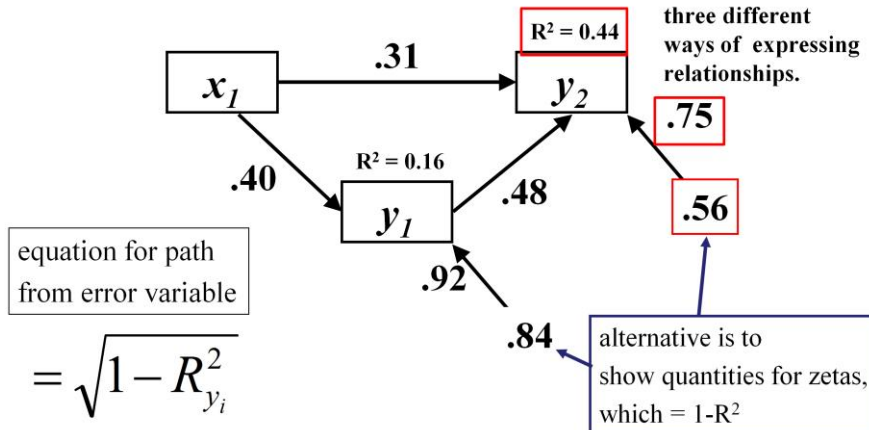 R² = 0.44
three different
ways of expressing
relationships.
.31
x₁
y₂
.75
R² = 0.16
.40
.48
.56
y₁
equation for path
from error variable
.92
.84
alternative is to
show quantities for zetas,
which = 1-R²
= √(1 − R²_{y_i})